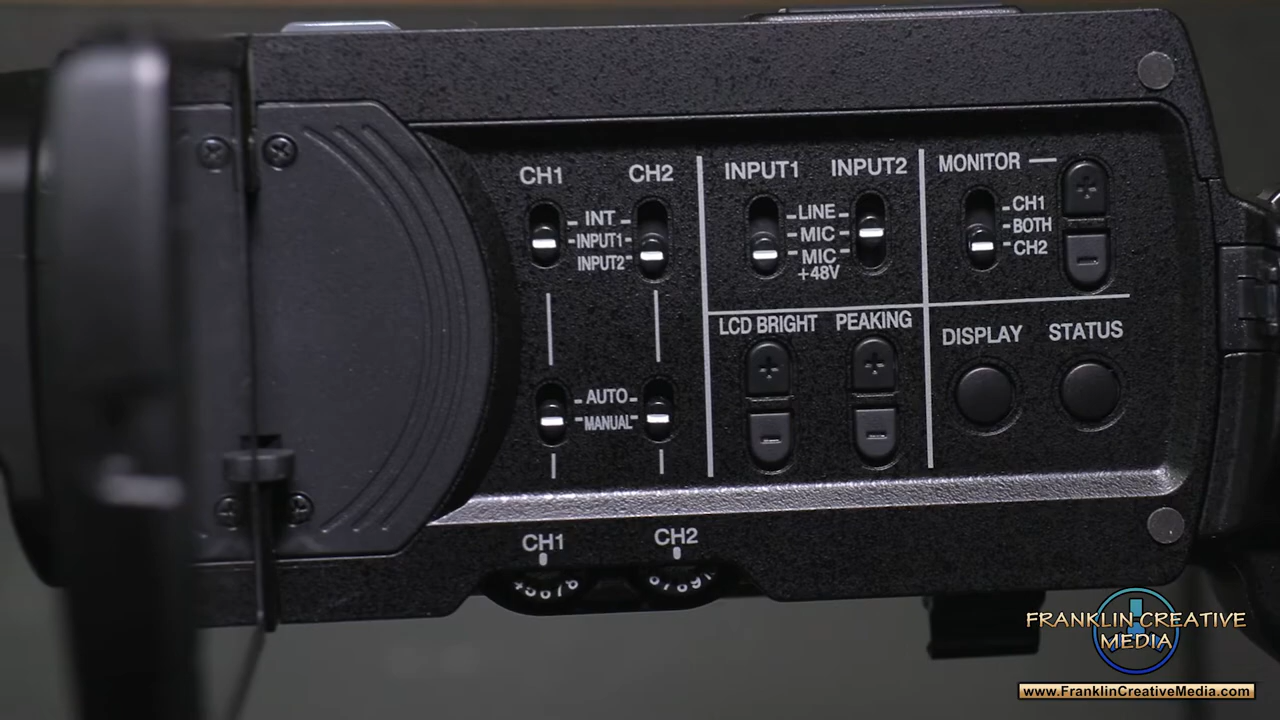 CH1 CH2
INT
INPUT1
INPUT2
AUTO
MANUAL
INPUT1 INPUT2
LINE
MIC
MIC
+48V
MONITOR
+
CH1
BOTH
CH2
-
LCD BRIGHT PEAKING
+ +
- -
DISPLAY STATUS
CH1 CH2
FRANKLIN CREATIVE
MEDIA
www.FranklinCreativeMedia.com